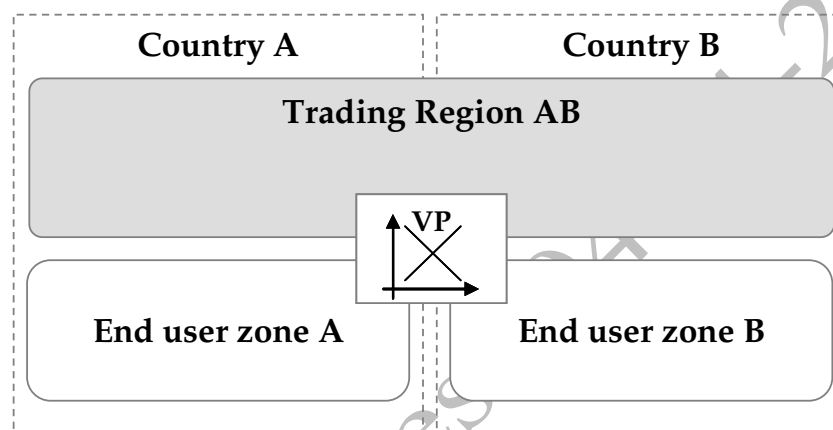 Country A
Country B
Trading Region AB
VP
End user zone A
End user zone B